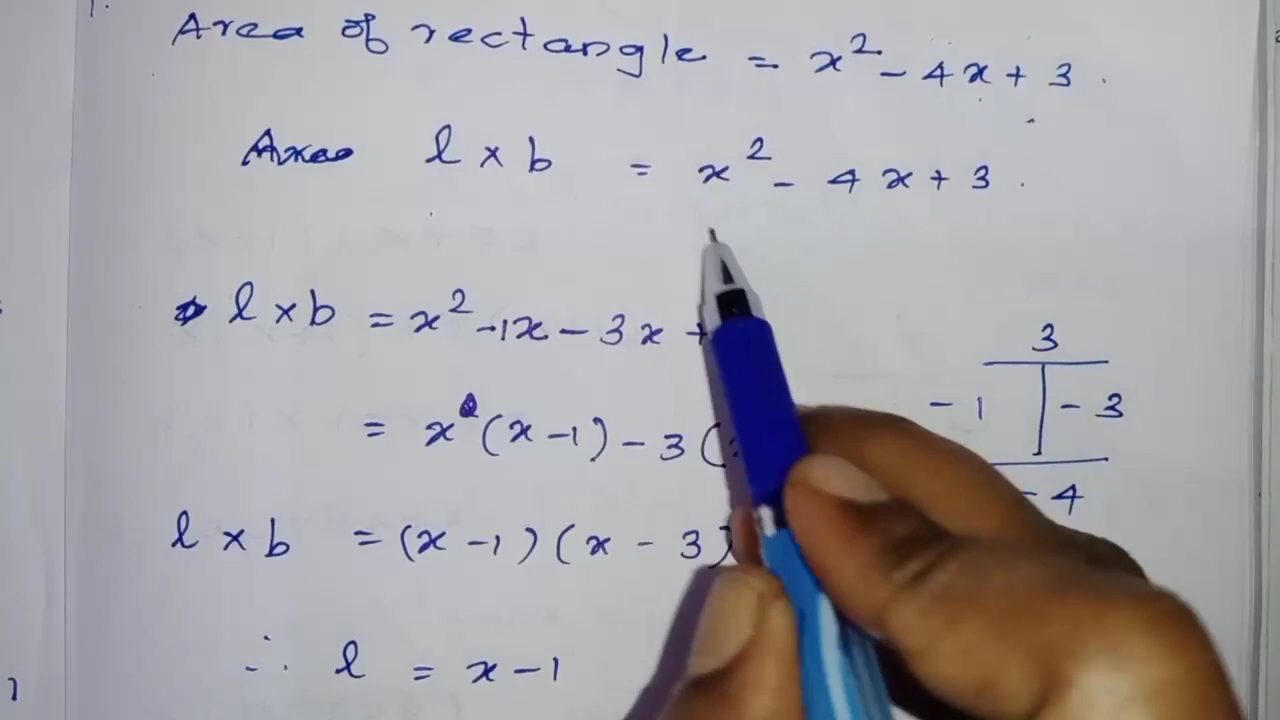 Area of rectangle = x² - 4x + 3.
Area l × b = x² - 4x + 3.
l × b = x² - 1x - 3x +
3
= x (x - 1) - 3 (
- 1 | - 3
- 4
l × b = (x - 1) (x - 3)
∴ l = x - 1